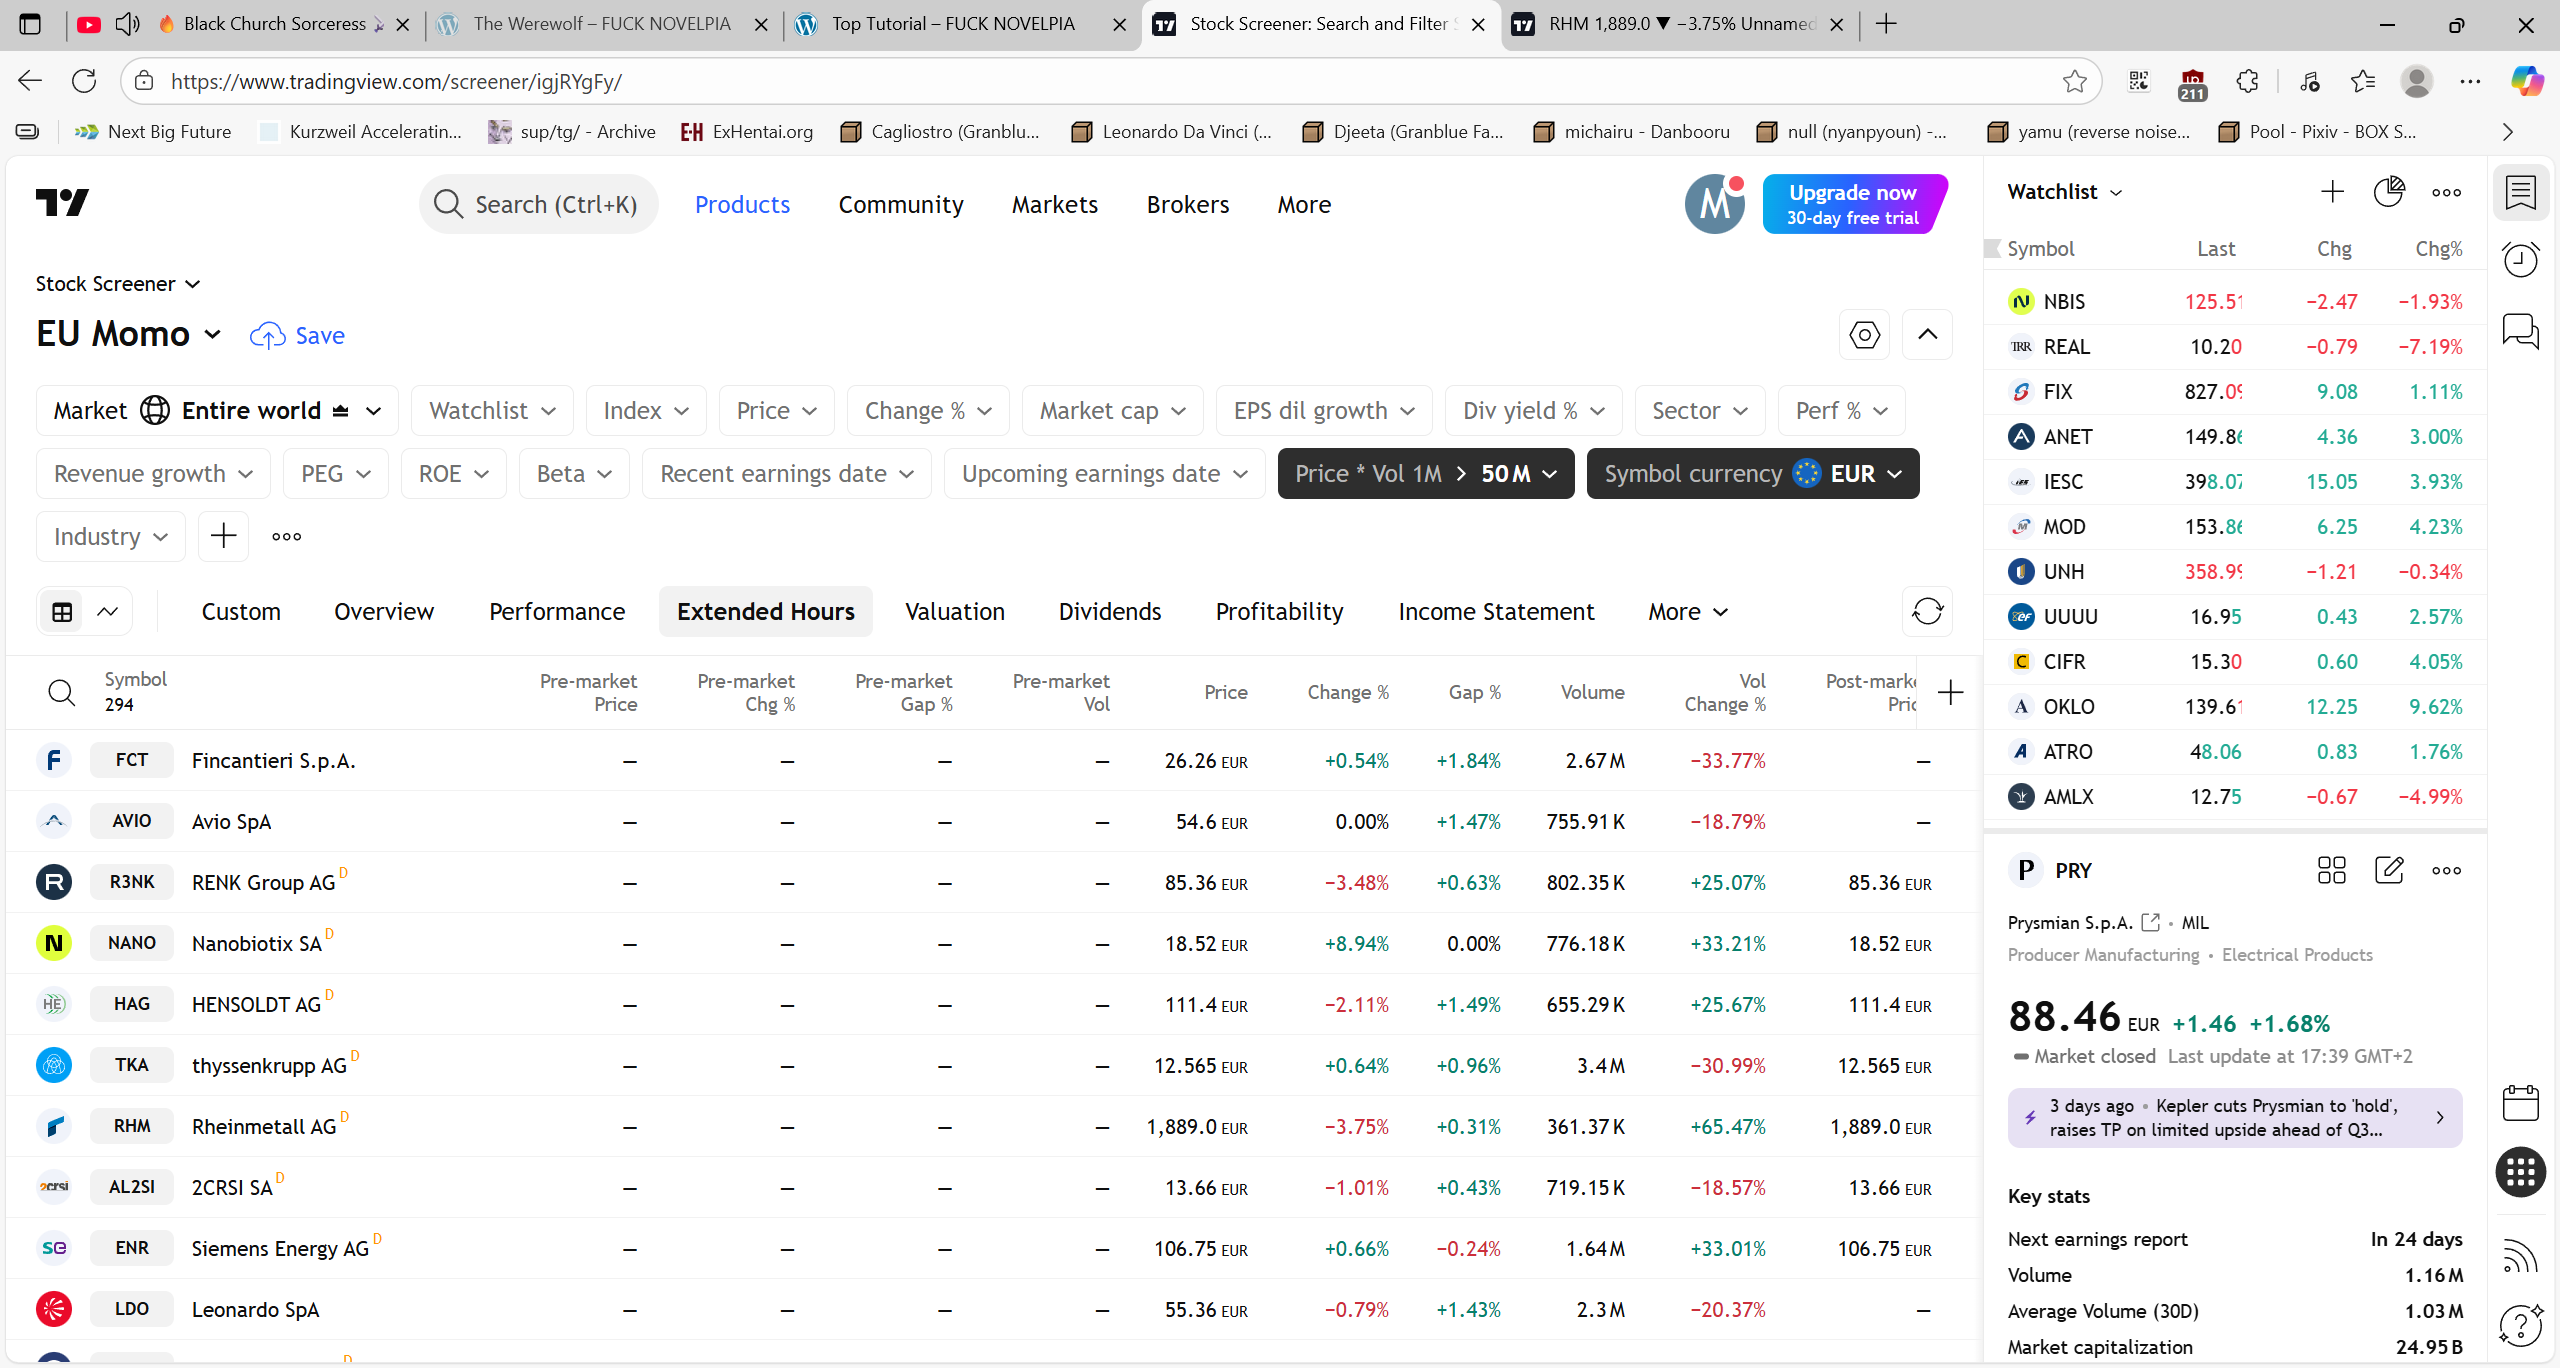 Black Church Sorceress
The Werewolf – FUCK NOVELPIA
Top Tutorial – FUCK NOVELPIA
Stock Screener: Search and Filter
RHM 1,889.0 ▼ −3.75% Unnamed
https://www.tradingview.com/screener/igjRYgFy/
211
Next Big Future
Kurzweil Acceleratin...
sup/tg/ - Archive
E-H ExHentai.org
Cagliostro (Granblu...
Leonardo Da Vinci (...
Djeeta (Granblue Fa...
michairu - Danbooru
null (nyanpyoun) -...
yamu (reverse noise...
Pool - Pixiv - BOX S...
Search (Ctrl+K)
Products
Community
Markets
Brokers
More
M
Upgrade now
30-day free trial
Stock Screener
EU Momo
Save
Market Entire world
Watchlist
Index
Price
Change %
Market cap
EPS dil growth
Div yield %
Sector
Perf %
Revenue growth
PEG
ROE
Beta
Recent earnings date
Upcoming earnings date
Price * Vol 1M > 50 M
Symbol currency EUR
Industry
Custom
Overview
Performance
Extended Hours
Valuation
Dividends
Profitability
Income Statement
More
Symbol
294
Pre-market Price
Pre-market Chg %
Pre-market Gap %
Pre-market Vol
Price
Change %
Gap %
Volume
Vol Change %
Post-marke
FCT Fincantieri S.p.A. — — — — 26.26 EUR +0.54% +1.84% 2.67 M −33.77% —
AVIO Avio SpA — — — — 54.6 EUR 0.00% +1.47% 755.91 K −18.79% —
R3NK RENK Group AG D — — — — 85.36 EUR −3.48% +0.63% 802.35 K +25.07% 85.36 EUR
NANO Nanobiotix SA D — — — — 18.52 EUR +8.94% 0.00% 776.18 K +33.21% 18.52 EUR
HAG HENSOLDT AG D — — — — 111.4 EUR −2.11% +1.49% 655.29 K +25.67% 111.4 EUR
TKA thyssenkrupp AG D — — — — 12.565 EUR +0.64% +0.96% 3.4 M −30.99% 12.565 EUR
RHM Rheinmetall AG D — — — — 1,889.0 EUR −3.75% +0.31% 361.37 K +65.47% 1,889.0 EUR
AL2SI 2CRSI SA D — — — — 13.66 EUR −1.01% +0.43% 719.15 K −18.57% 13.66 EUR
ENR Siemens Energy AG D — — — — 106.75 EUR +0.66% −0.24% 1.64 M +33.01% 106.75 EUR
LDO Leonardo SpA — — — — 55.36 EUR −0.79% +1.43% 2.3 M −20.37% —
Watchlist
Symbol Last Chg Chg%
NBIS 125.51 −2.47 −1.93%
REAL 10.20 −0.79 −7.19%
FIX 827.09 9.08 1.11%
ANET 149.86 4.36 3.00%
IESC 398.07 15.05 3.93%
MOD 153.86 6.25 4.23%
UNH 358.99 −1.21 −0.34%
UUUU 16.95 0.43 2.57%
CIFR 15.30 0.60 4.05%
OKLO 139.61 12.25 9.62%
ATRO 48.06 0.83 1.76%
AMLX 12.75 −0.67 −4.99%
P PRY
Prysmian S.p.A. • MIL
Producer Manufacturing • Electrical Products
88.46 EUR +1.46 +1.68%
Market closed Last update at 17:39 GMT+2
3 days ago • Kepler cuts Prysmian to 'hold',
raises TP on limited upside ahead of Q3...
Key stats
Next earnings report In 24 days
Volume 1.16 M
Average Volume (30D) 1.03 M
Market capitalization 24.95 B